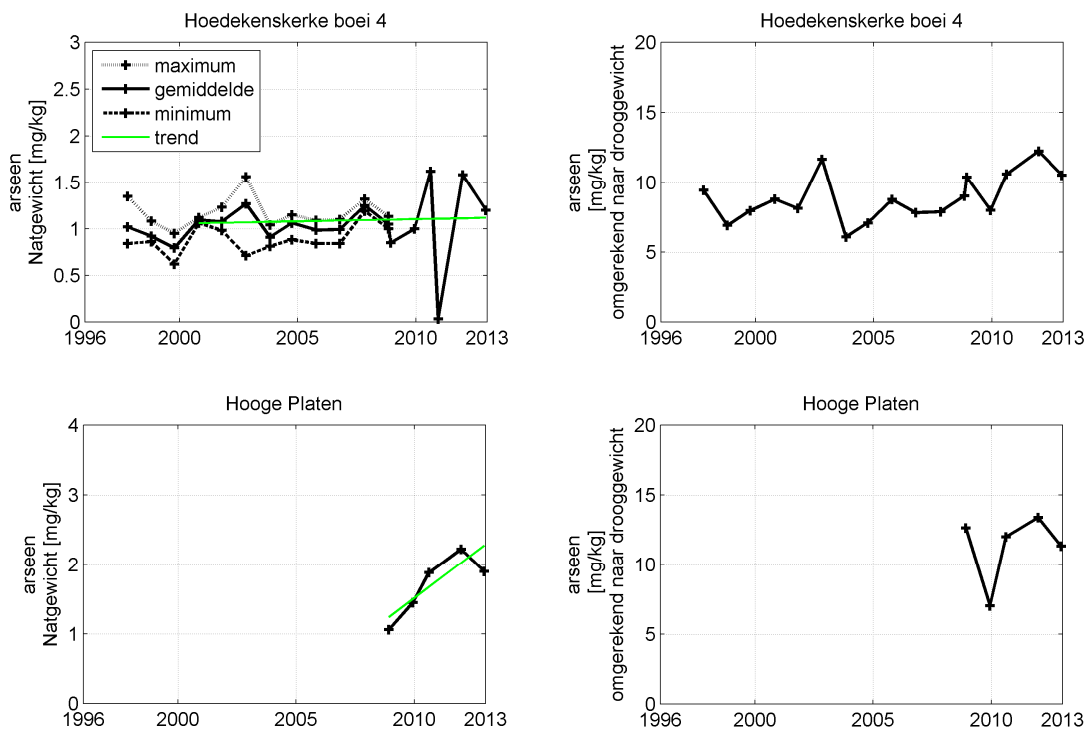 Hoedekenskerke boei 4
arseen
Natgewicht [mg/kg]
3
2.5
2
1.5
1
0.5
0
1996
2000
2005
2010
2013
maximum
gemiddelde
minimum
trend
Hoedekenskerke boei 4
arseen
[mg/kg]
omgerekend naar drooggewicht
20
15
10
5
0
1996
2000
2005
2010
2013
Hooge Platen
arseen
Natgewicht [mg/kg]
4
3
2
1
0
1996
2000
2005
2010
2013
Hooge Platen
arseen
[mg/kg]
omgerekend naar drooggewicht
20
15
10
5
0
1996
2000
2005
2010
2013